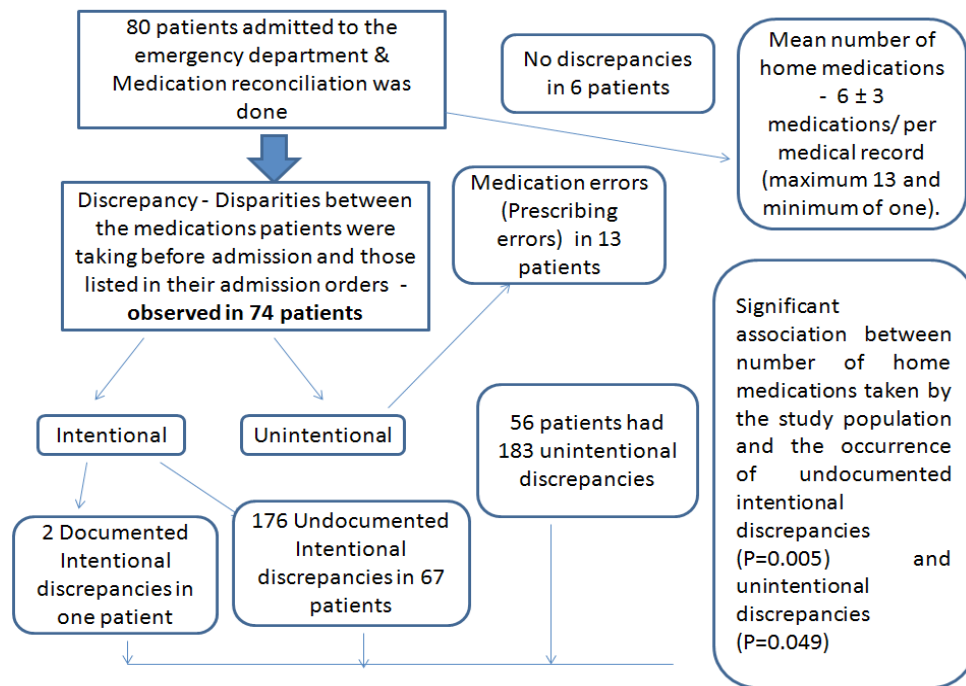 80 patients admitted to the
emergency department &
Medication reconciliation was
done
No discrepancies
in 6 patients
Mean number of
home medications
- 6 ± 3
medications/ per
medical record
(maximum 13 and
minimum of one).
Discrepancy - Disparities between
the medications patients were
taking before admission and those
listed in their admission orders -
observed in 74 patients
Medication errors
(Prescribing
errors) in 13
patients
Intentional
Unintentional
56 patients had
183 unintentional
discrepancies
Significant
association between
number of home
medications taken by
the study population
and the occurrence
of undocumented
intentional
discrepancies
(P=0.005) and
unintentional
discrepancies
(P=0.049)
2 Documented
Intentional
discrepancies in
one patient
176 Undocumented
Intentional
discrepancies in 67
patients